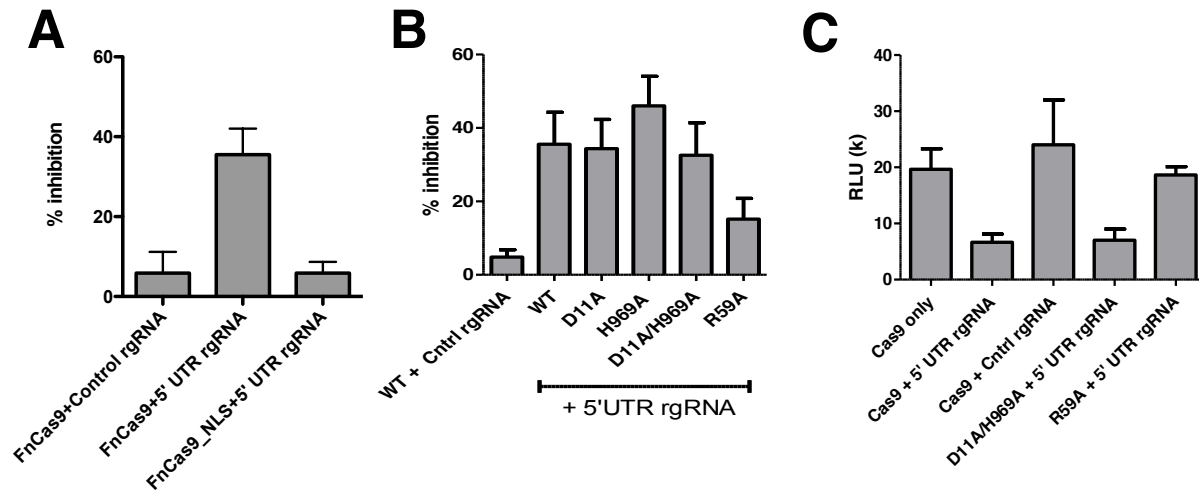 A
60
40
20
0
% inhibition
FnCas9+Control rgRNA
FnCas9+5' UTR rgRNA
FnCas9_NLS+5' UTR rgRNA
B
60
40
20
0
% inhibition
WT + Cntrl rgRNA
WT
D11A
H969A
D11A/H969A
R59A
+ 5'UTR rgRNA
C
40
30
20
10
0
RLU (k)
Cas9 only
Cas9 + 5' UTR rgRNA
Cas9 + Cntrl rgRNA
D11A/H969A + 5' UTR rgRNA
R59A + 5' UTR rgRNA